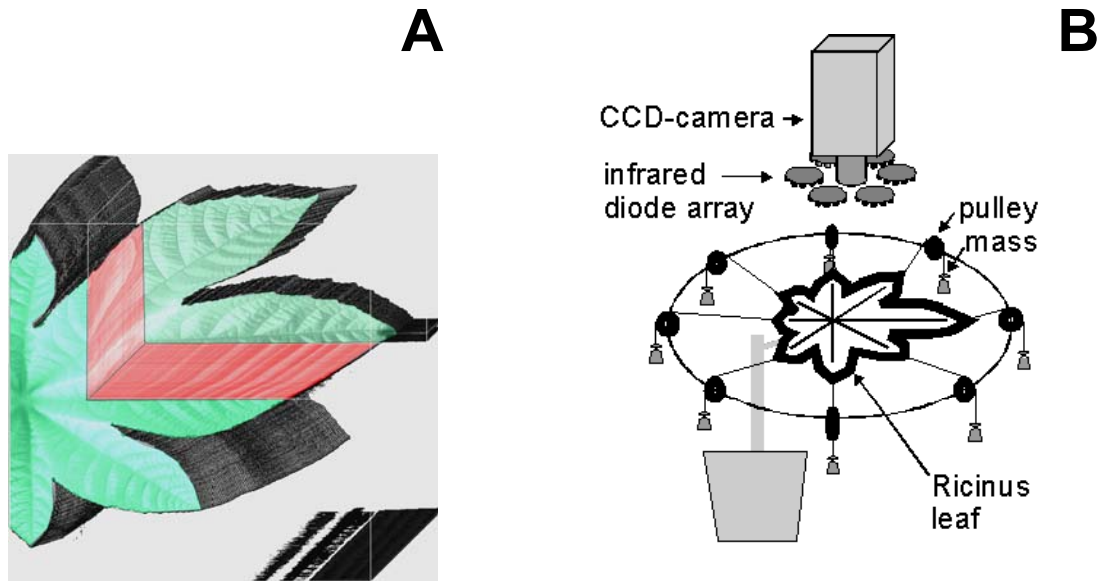 A
B
CCD-camera
infrared
diode array
pulley
mass
Ricinus
leaf